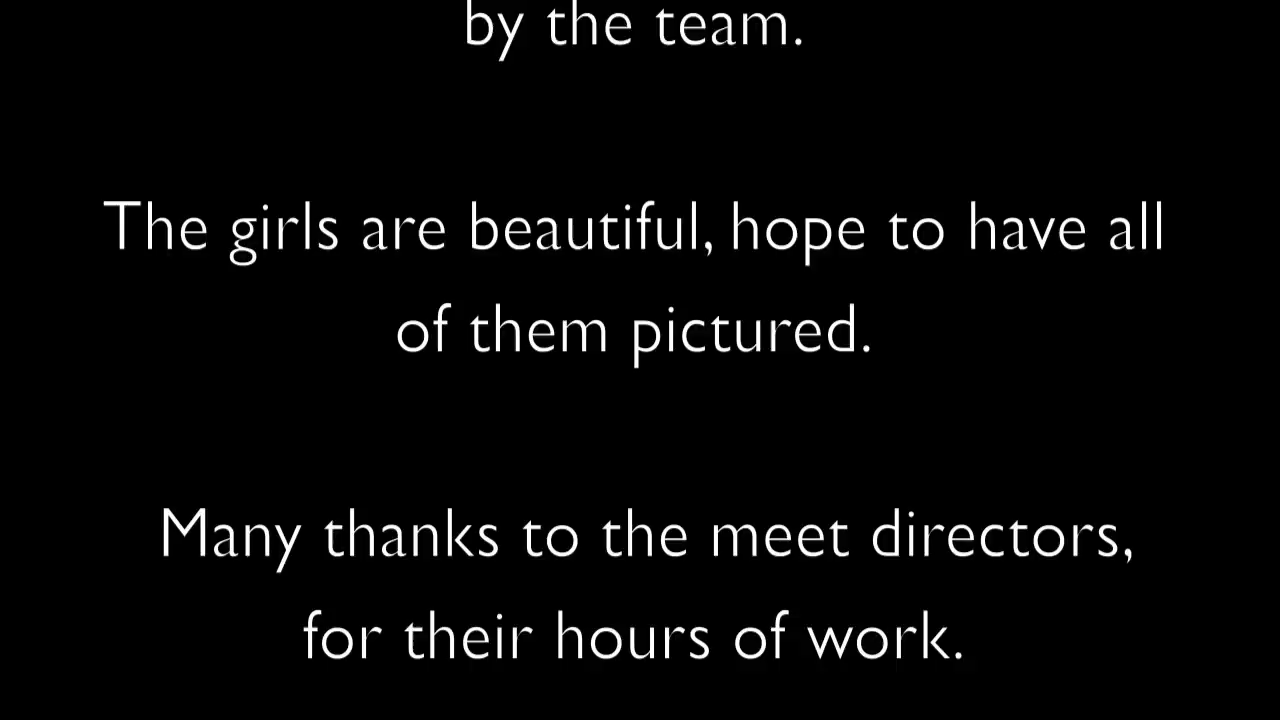 by the team.
The girls are beautiful, hope to have all
of them pictured.
Many thanks to the meet directors,
for their hours of work.